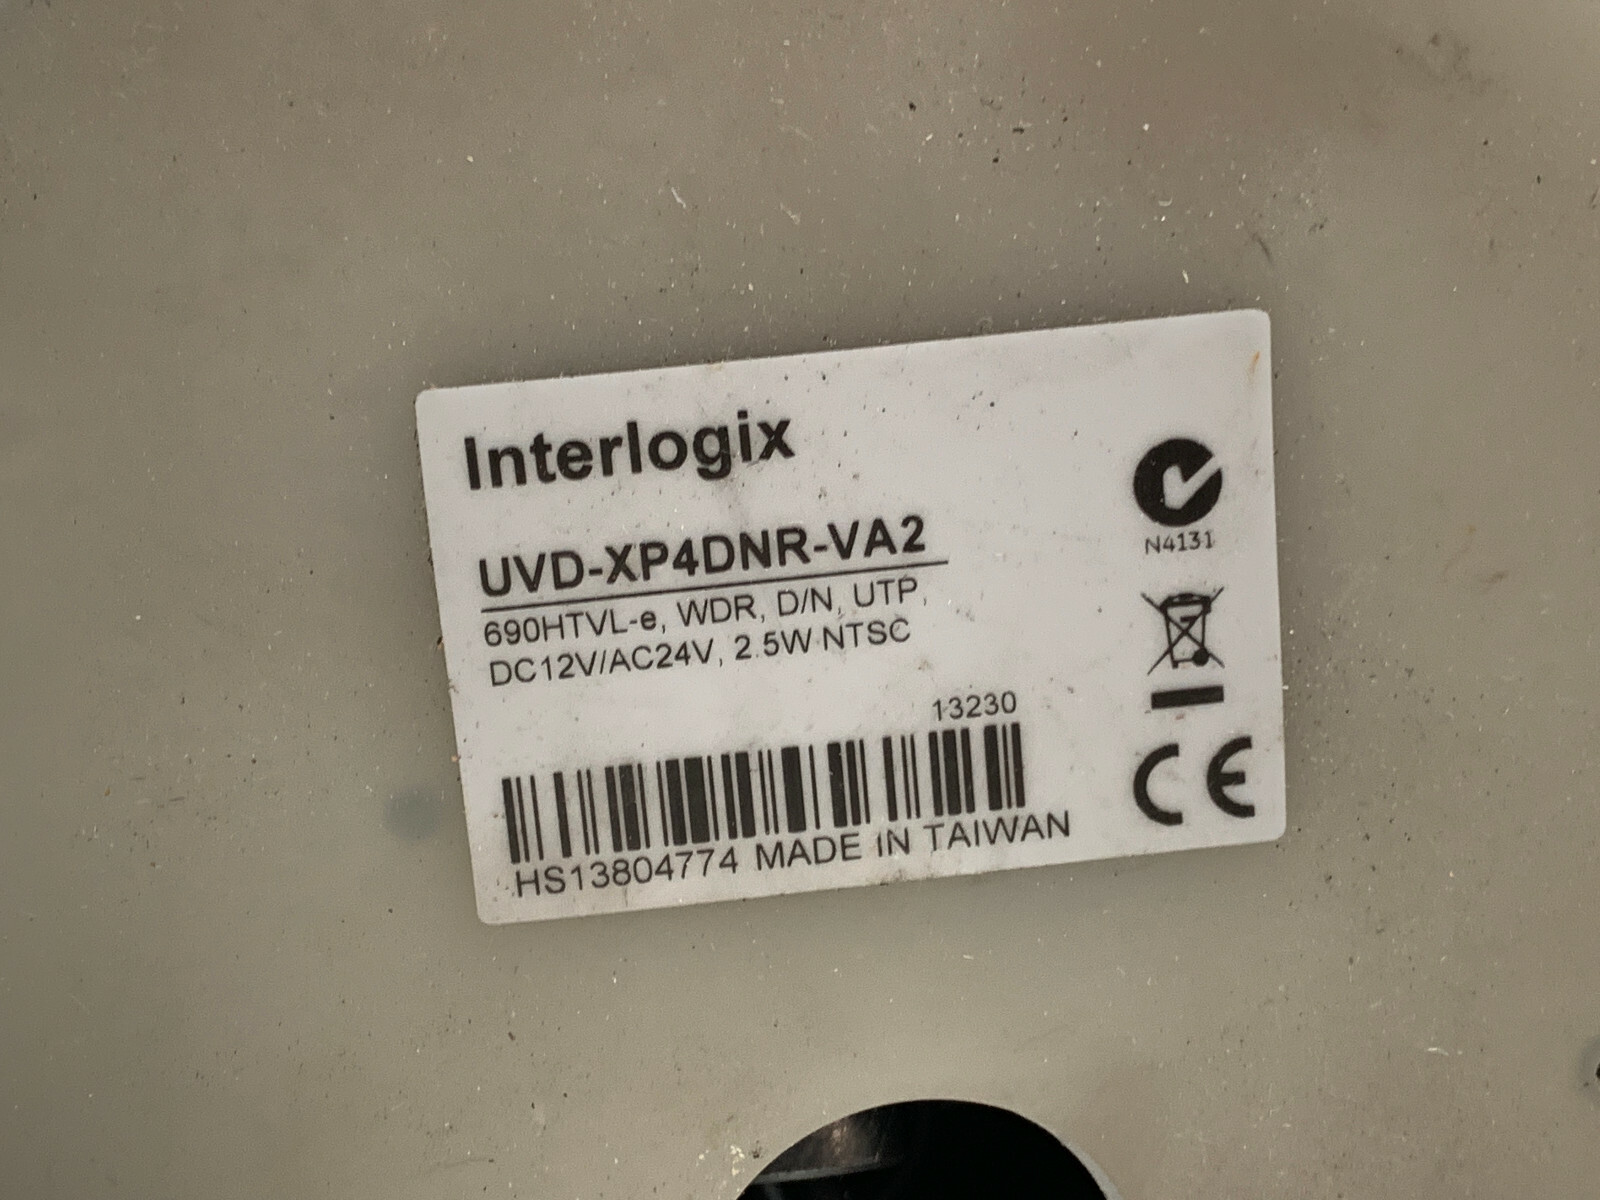 Interlogix
UVD-XP4DNR-VA2
690HTVL-e, WDR, D/N, UTP,
DC12V/AC24V, 2.5W NTSC
N4131
13230
HS13804774 MADE IN TAIWAN
CE